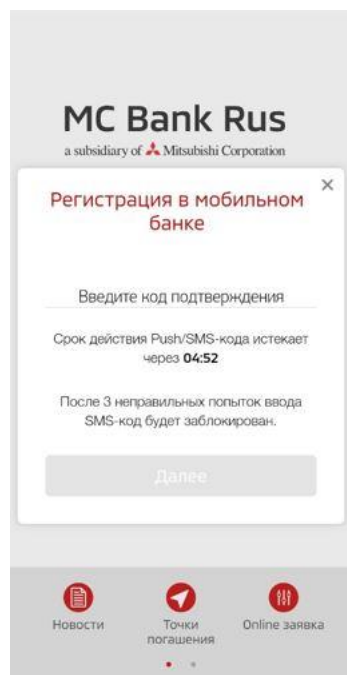 MC Bank Rus
a subsidiary of Mitsubishi Corporation
Регистрация в мобильном
банке
Введите код подтверждения
Срок действия Push/SMS-кода истекает
через 04:52
После 3 неправильных попыток ввода
SMS-код будет заблокирован.
Далее
Новости
Точки
погашения
Online заявка